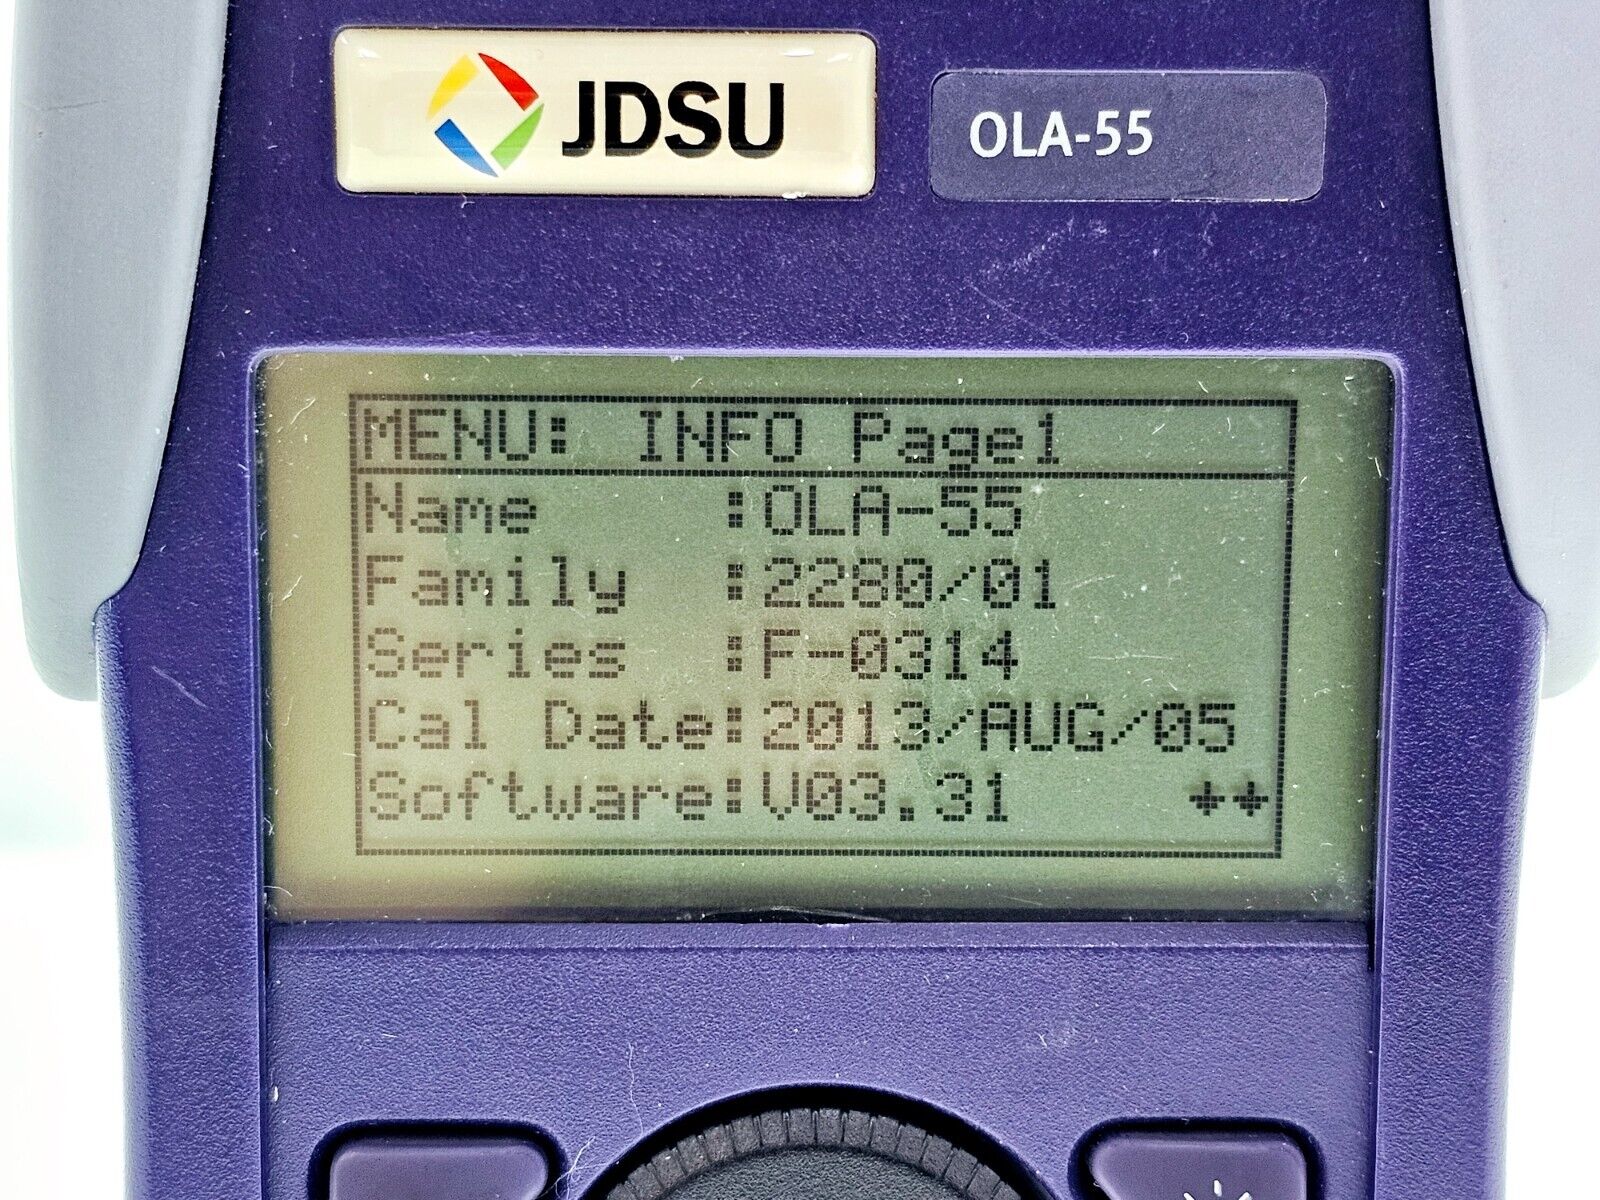 JDSU
OLA-55
MENU: INFO Page1
Name :OLA-55
Family :2280/01
Series :F-0314
Cal Date:2013/AUG/05
Software:V03.31